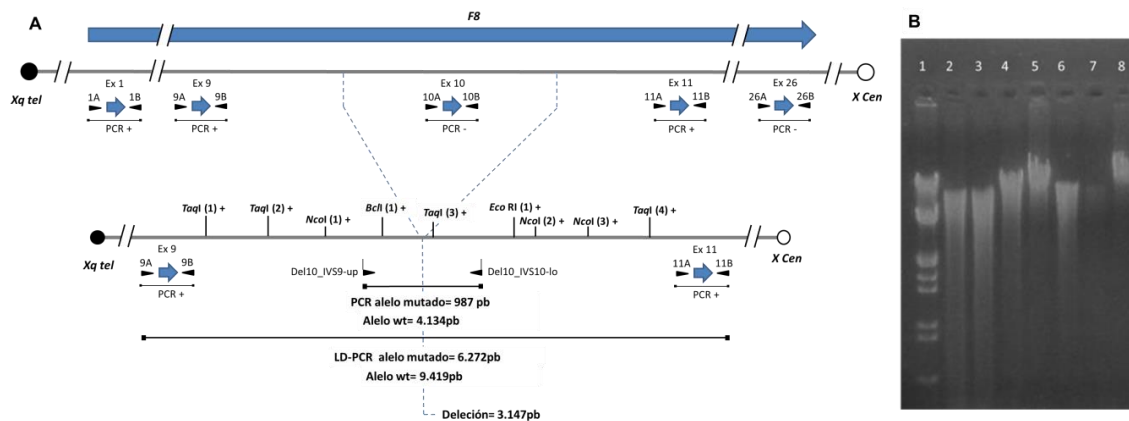 A
F8
Xq tel
X Cen
Ex 1
1A 1B
PCR +
Ex 9
9A 9B
PCR +
Ex 10
10A 10B
PCR -
Ex 11
11A 11B
PCR +
Ex 26
26A 26B
PCR -
TaqI (1) + TaqI (2) + NcoI (1) + BclI (1) + TaqI (3) + Eco RI (1) + NcoI (2) + NcoI (3) + TaqI (4) +
Xq tel
X Cen
Ex 9
9A 9B
PCR +
Del10_IVS9-up
Del10_IVS10-lo
Ex 11
11A 11B
PCR +
PCR alelo mutado= 987 pb
Alelo wt= 4.134pb
LD-PCR alelo mutado= 6.272pb
Alelo wt= 9.419pb
Deleción= 3.147pb
B
1 2 3 4 5 6 7 8